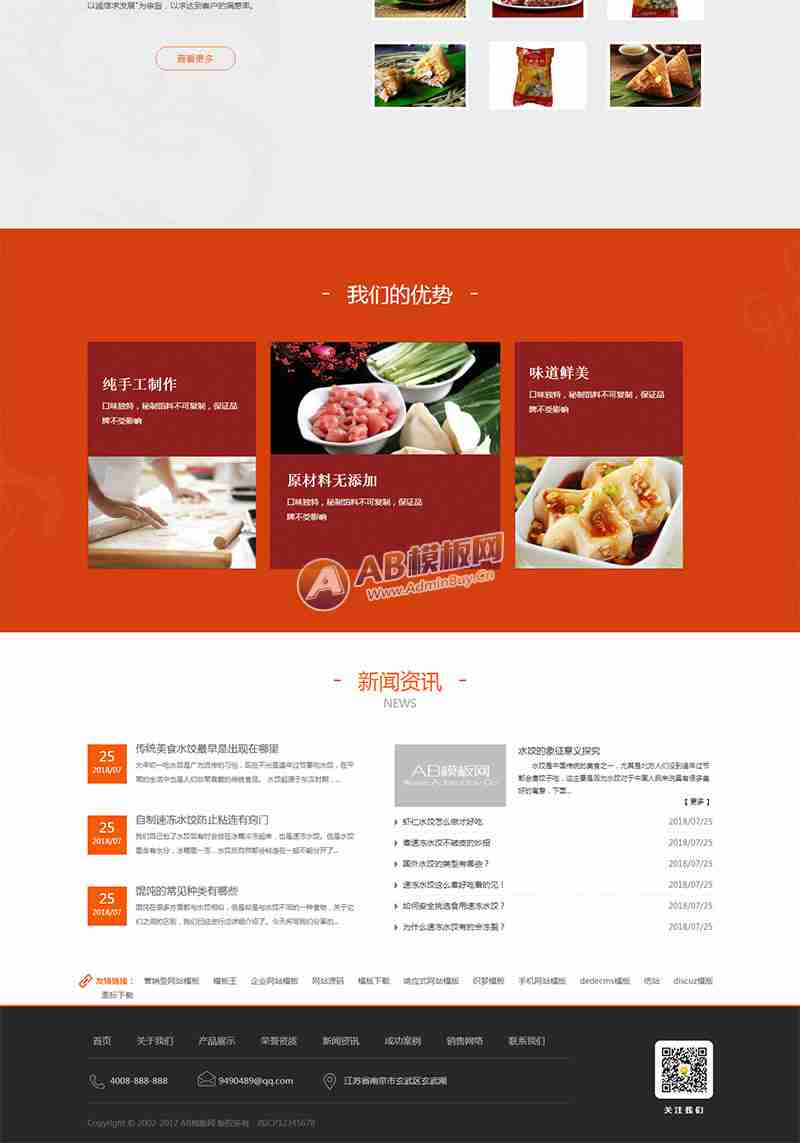 以诚信求发展"为宗旨，以求达到客户的满意率。
查看更多
- 我们的优势 -
纯手工制作
口味独特，秘制馅料不可复制，保证品
牌不受影响
原材料无添加
口味独特，秘制馅料不可复制，保证品
牌不受影响
味道鲜美
口味独特，秘制馅料不可复制，保证品
牌不受影响
AB模板网
Www.AdminBuy.Cn
- 新闻资讯 -
NEWS
25
2018/07
传统美食水饺最早是出现在哪里
25
2018/07
自制速冻水饺防止粘连有窍门
25
2018/07
馄饨的常见种类有哪些
AB模板网
水饺的象征意义探究
【 更多 】
虾仁水饺怎么做才好吃 2018/07/25
煮速冻水饺不破皮的妙招 2018/07/25
国外水饺的类型有哪些？ 2018/07/25
速冻水饺这么煮好吃看的见！ 2018/07/25
如何安全挑选食用速冻水饺？ 2018/07/25
为什么速冻水饺有的会冻裂？ 2018/07/25
友情链接： 营销型网站模板 模板王 企业网站模板 网站源码 模板下载 响应式网站模板 织梦模板 手机网站模板 dedecms模板 仿站 discuz模板
图标下载
首页 关于我们 产品展示 荣誉资质 新闻资讯 成功案例 销售网络 联系我们
4008-888-888 9490489@qq.com 江苏省南京市玄武区玄武湖
关注我们
Copyright © 2002-2017 AB模板网 版权所有 苏ICP12345678